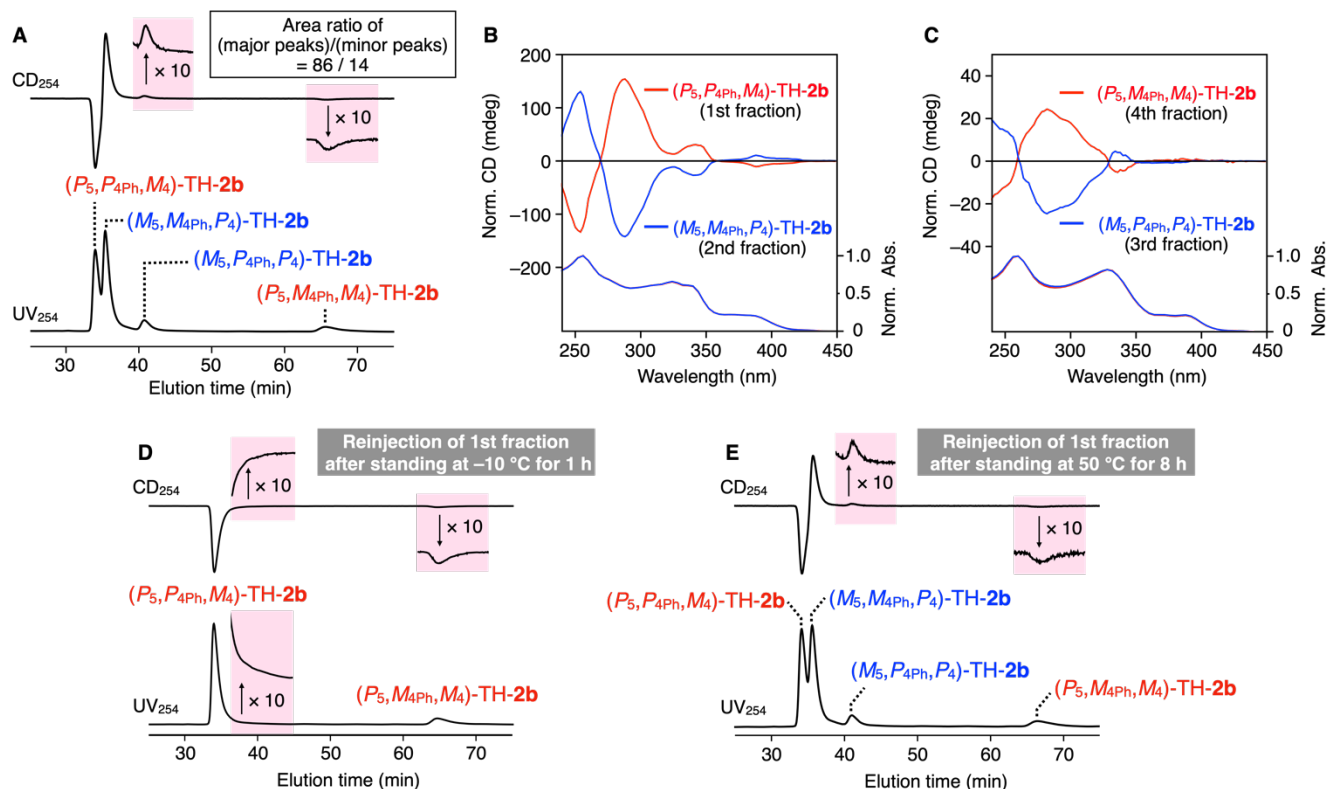 A
Area ratio of
(major peaks)/(minor peaks)
= 86 / 14
CD254
× 10
× 10
(P5,P4Ph,M4)-TH-2b
(M5,M4Ph,P4)-TH-2b
(M5,P4Ph,P4)-TH-2b
(P5,M4Ph,M4)-TH-2b
UV254
30 40 50 60 70
Elution time (min)
B
Norm. CD (mdeg)
200
100
0
−100
−200
(P5,P4Ph,M4)-TH-2b
(1st fraction)
(M5,M4Ph,P4)-TH-2b
(2nd fraction)
1.0
0.5
0
Norm. Abs.
250 300 350 400 450
Wavelength (nm)
C
Norm. CD (mdeg)
40
20
0
−20
−40
(P5,M4Ph,M4)-TH-2b
(4th fraction)
(M5,P4Ph,P4)-TH-2b
(3rd fraction)
1.0
0.5
0
Norm. Abs.
250 300 350 400 450
Wavelength (nm)
D
Reinjection of 1st fraction
after standing at –10 °C for 1 h
CD254
× 10
× 10
(P5,P4Ph,M4)-TH-2b
× 10
(P5,M4Ph,M4)-TH-2b
UV254
30 40 50 60 70
Elution time (min)
E
Reinjection of 1st fraction
after standing at 50 °C for 8 h
CD254
× 10
× 10
(P5,P4Ph,M4)-TH-2b
(M5,M4Ph,P4)-TH-2b
(M5,P4Ph,P4)-TH-2b
(P5,M4Ph,M4)-TH-2b
UV254
30 40 50 60 70
Elution time (min)